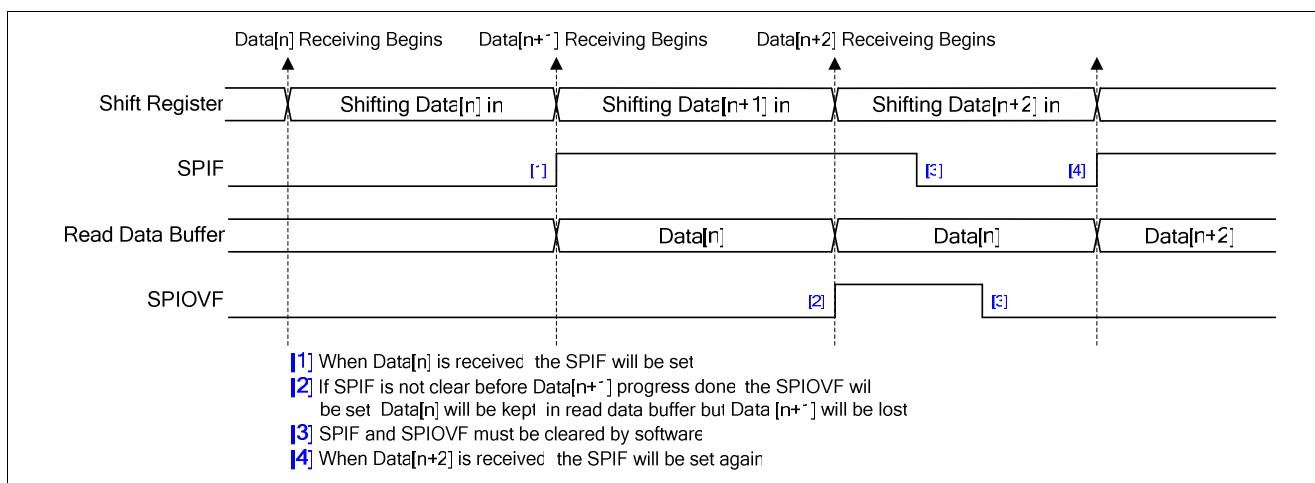 Data[n] Receiving Begins Data[n+1] Receiving Begins Data[n+2] Receiveing Begins
Shift Register Shifting Data[n] in Shifting Data[n+1] in Shifting Data[n+2] in
SPIF [1] [3] [4]
Read Data Buffer Data[n] Data[n] Data[n+2]
SPIOVF [2] [3]
[1] When Data[n] is received the SPIF will be set
[2] If SPIF is not clear before Data[n+1] progress done the SPIOVF wil
be set Data[n] will be kept in read data buffer but Data [n+1] will be lost
[3] SPIF and SPIOVF must be cleared by software
[4] When Data[n+2] is received the SPIF will be set again